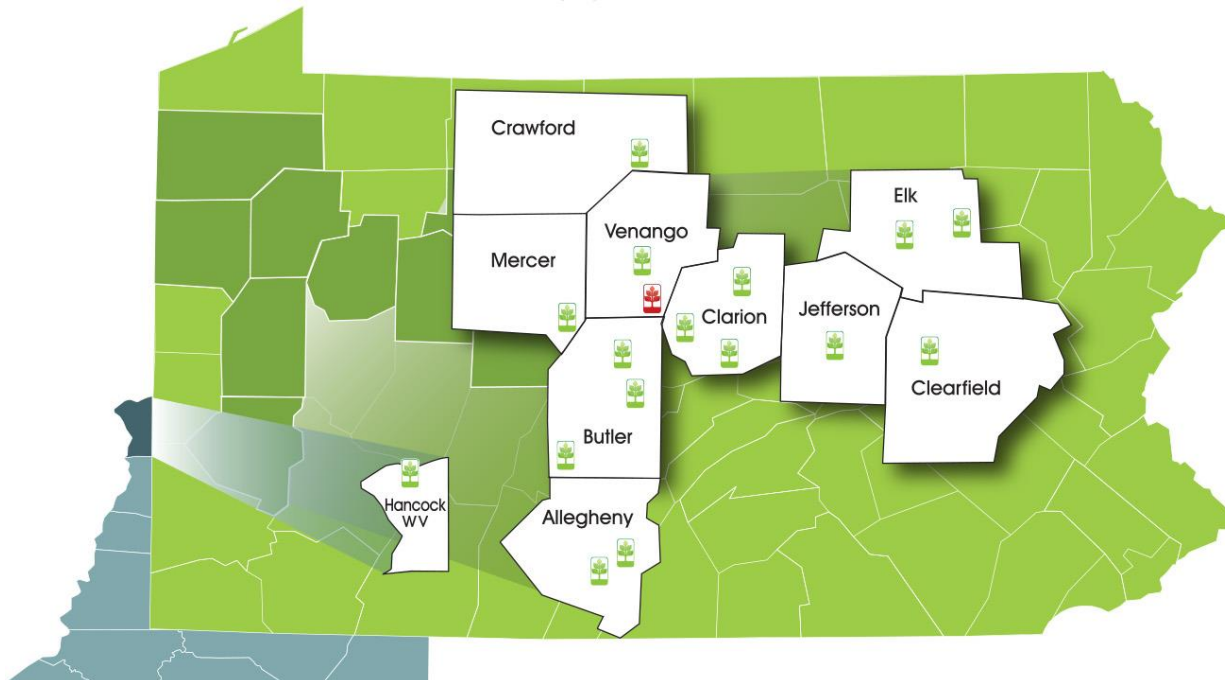 Crawford
Elk
Venango
Mercer
Jefferson
Clarion
Clearfield
Butler
Hancock
WV
Allegheny